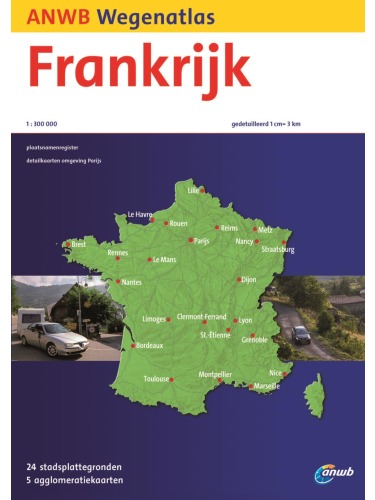 ANWB Wegenatlas
Frankrijk
1 : 300 000
gedetailleerd 1 cm= 3 km
plaatsnamenregister
detailkaarten omgeving Parijs
Lille
Le Havre
Rouen
Reims
Metz
Parijs
Nancy
Straatsburg
Brest
Rennes
Le Mans
Nantes
Dijon
Limoges
Clermont-Ferrand
Lyon
St.-Étienne
Grenoble
Bordeaux
Toulouse
Montpellier
Nice
Marseille
24 stadsplattegronden
5 agglomeratiekaarten
anwb